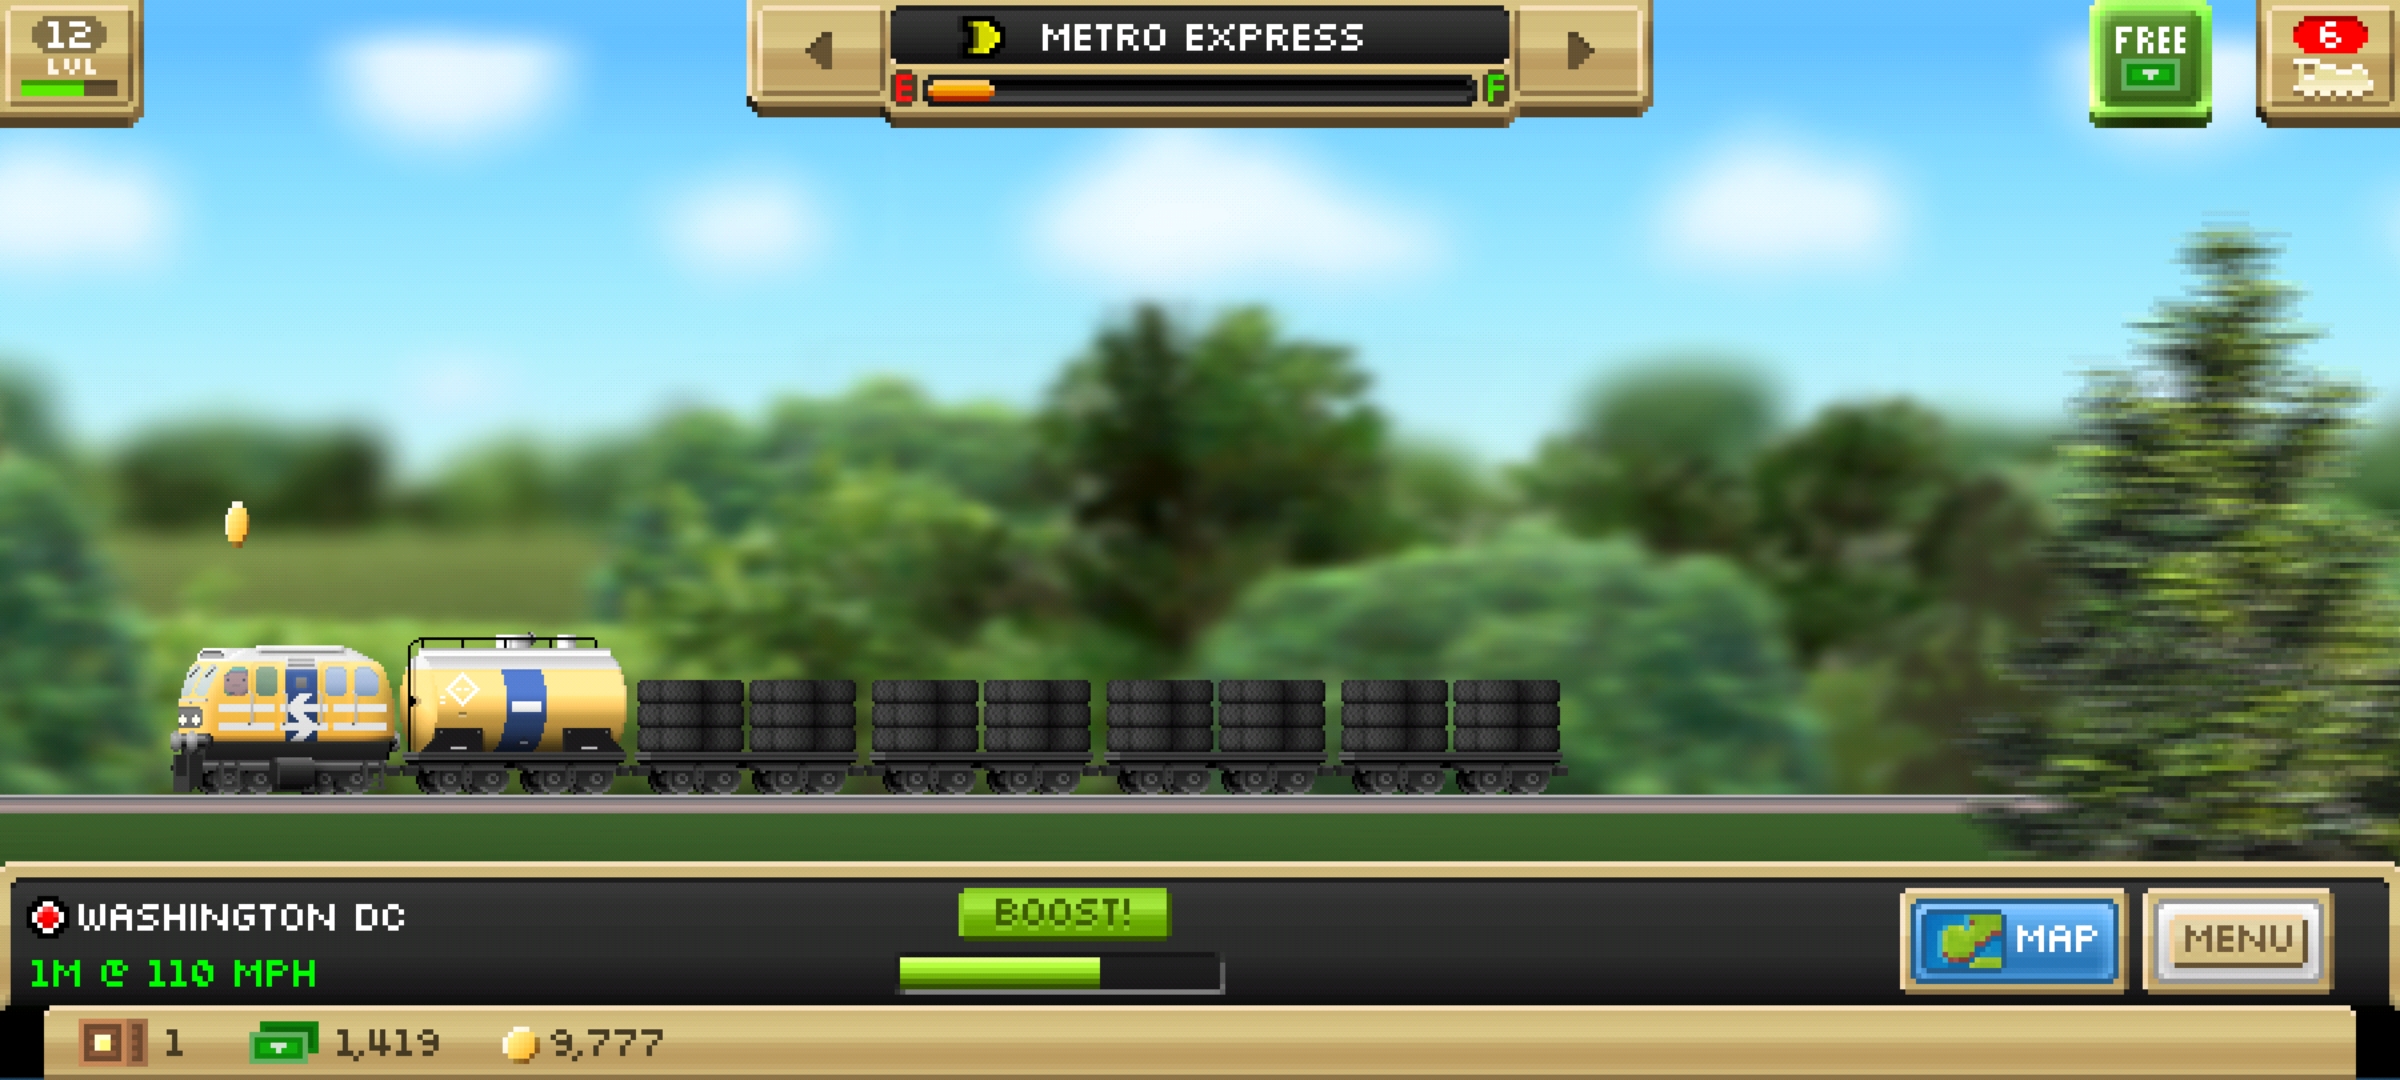 12
LVL
METRO EXPRESS
E F
FREE
6
WASHINGTON DC
1M @ 110 MPH
BOOST!
MAP
MENU
1
1,419
9,777